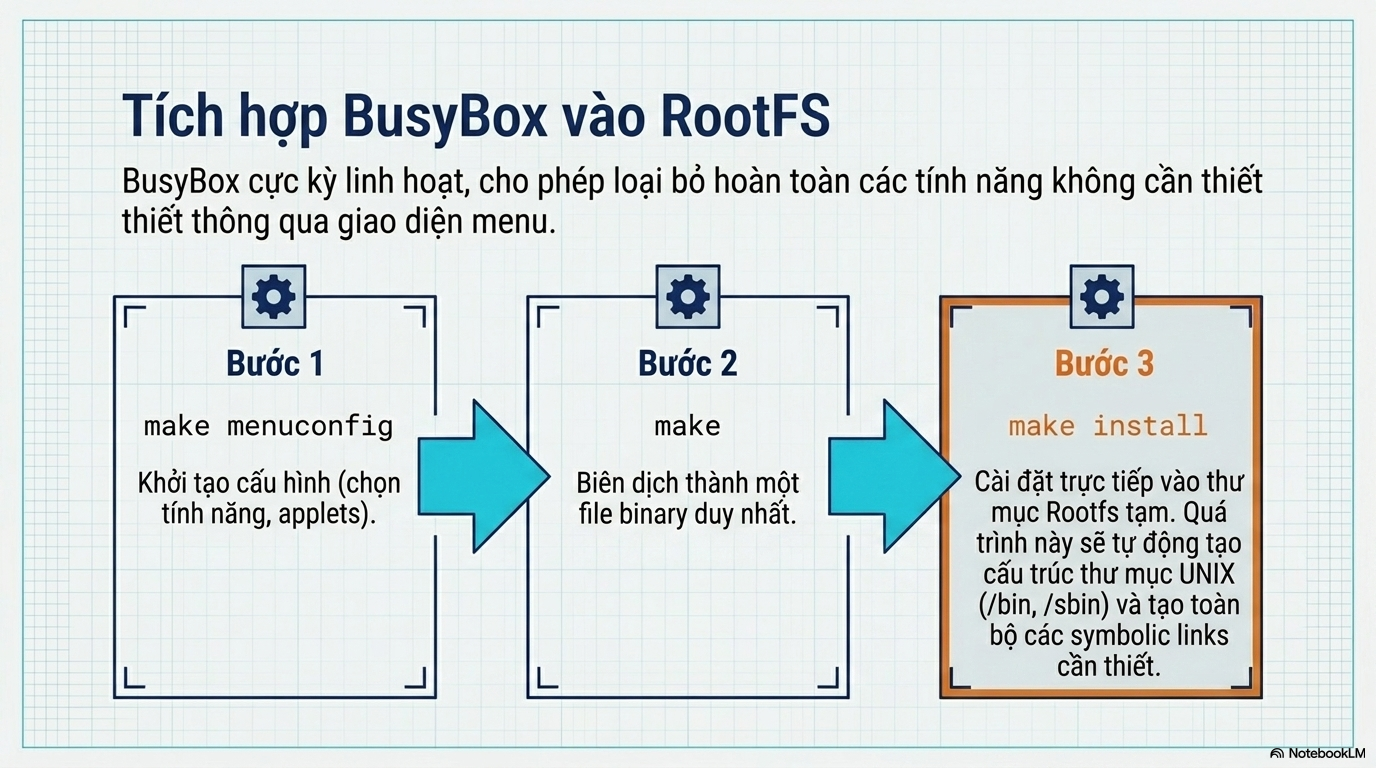 Tích hợp BusyBox vào RootFS
BusyBox cực kỳ linh hoạt, cho phép loại bỏ hoàn toàn các tính năng không cần thiết
thiết thông qua giao diện menu.
Bước 1
make menuconfig
Khởi tạo cấu hình (chọn
tính năng, applets).
Bước 2
make
Biên dịch thành một
file binary duy nhất.
Bước 3
make install
Cài đặt trực tiếp vào thư
mục Rootfs tạm. Quá
trình này sẽ tự động tạo
cấu trúc thư mục UNIX
(/bin, /sbin) và tạo toàn
bộ các symbolic links
cần thiết.
NotebookLM